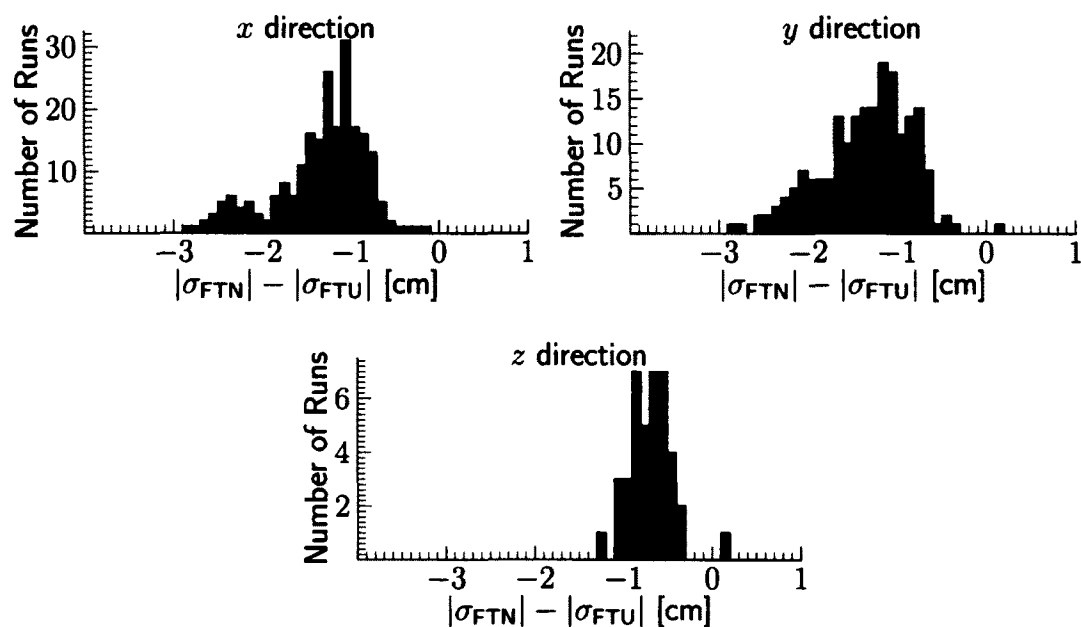 x direction
Number of Runs
30
20
10
−3 −2 −1 0 1
|σFTN| − |σFTU| [cm]
y direction
Number of Runs
20
15
10
5
−3 −2 −1 0 1
|σFTN| − |σFTU| [cm]
z direction
Number of Runs
6
4
2
−3 −2 −1 0 1
|σFTN| − |σFTU| [cm]